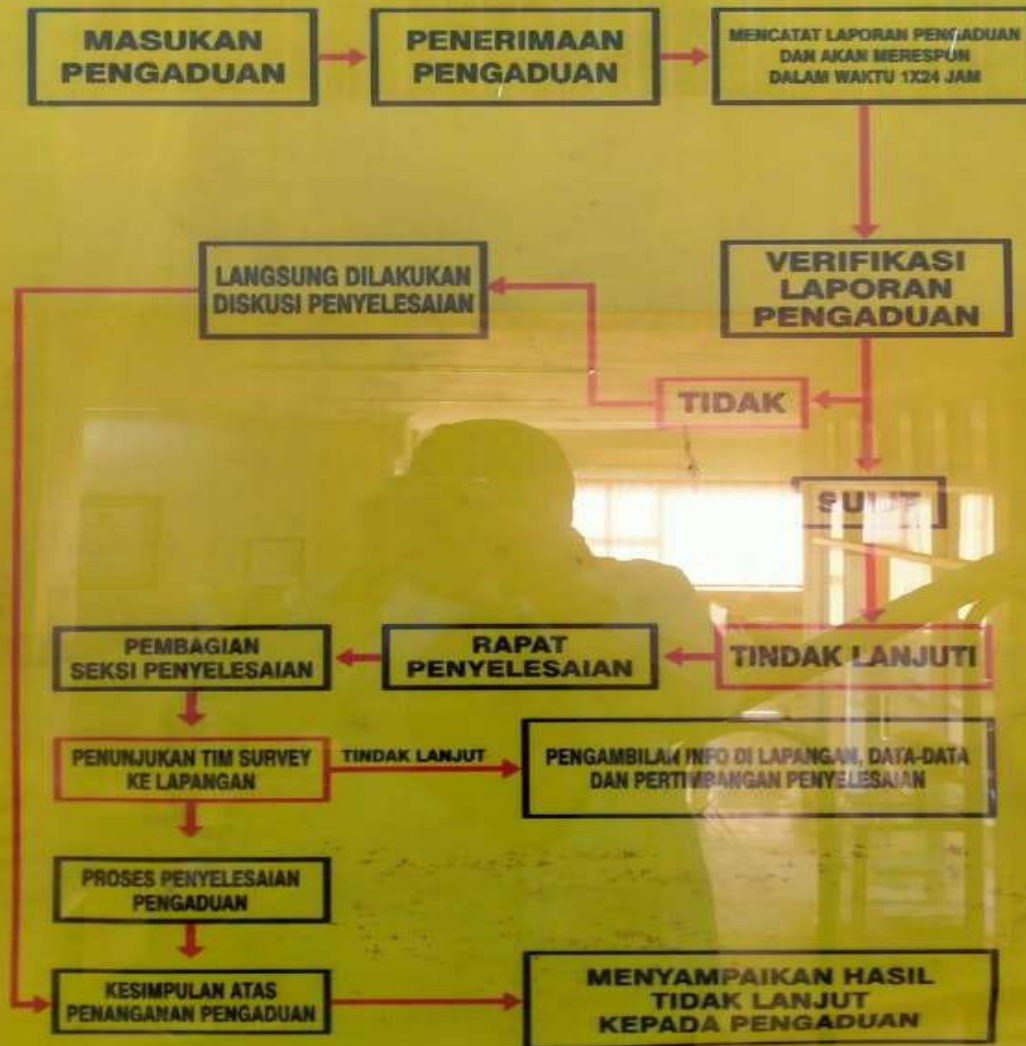 MASUKAN
PENGADUAN
PENERIMAAN
PENGADUAN
MENCATAT LAPORAN PENGADUAN
DAN AKAN MERESPON
DALAM WAKTU 1X24 JAM
VERIFIKASI
LAPORAN
PENGADUAN
LANGSUNG DILAKUKAN
DISKUSI PENYELESAIAN
TIDAK
SULIT
TINDAK LANJUTI
RAPAT
PENYELESAIAN
PEMBAGIAN
SEKSI PENYELESAIAN
PENUNJUKAN TIM SURVEY
KE LAPANGAN
TINDAK LANJUT
PENGAMBILAN INFO DI LAPANGAN, DATA-DATA
DAN PERTIMBANGAN PENYELESAIAN
PROSES PENYELESAIAN
PENGADUAN
KESIMPULAN ATAS
PENANGANAN PENGADUAN
MENYAMPAIKAN HASIL
TIDAK LANJUT
KEPADA PENGADUAN